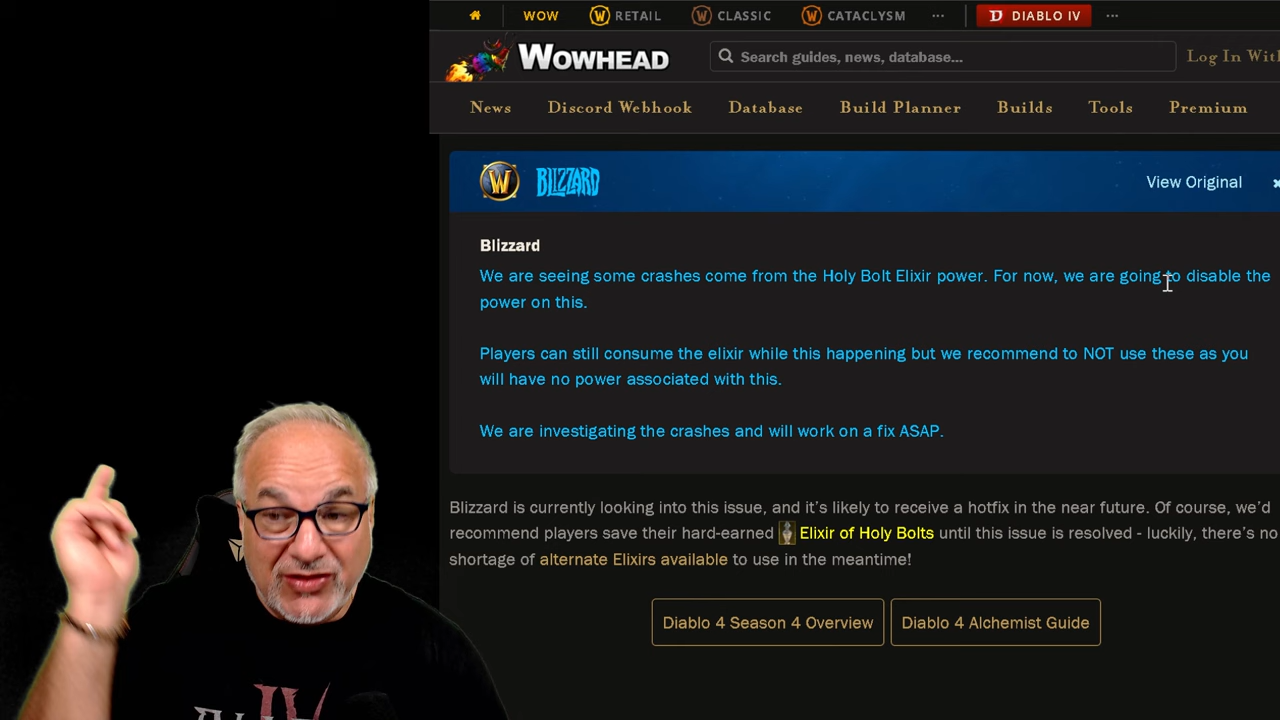 WOW RETAIL CLASSIC CATACLYSM ... DIABLO IV ...
WOWHEAD Search guides, news, database... Log In
News Discord Webhook Database Build Planner Builds Tools Premium
BLIZZARD View Original
Blizzard
We are seeing some crashes come from the Holy Bolt Elixir power. For now, we are going to disable the
power on this.
Players can still consume the elixir while this happening but we recommend to NOT use these as you
will have no power associated with this.
We are investigating the crashes and will work on a fix ASAP.
Blizzard is currently looking into this issue, and it's likely to receive a hotfix in the near future. Of course, we'd
recommend players save their hard-earned Elixir of Holy Bolts until this issue is resolved - luckily, there's no
shortage of alternate Elixirs available to use in the meantime!
Diablo 4 Season 4 Overview Diablo 4 Alchemist Guide
IV